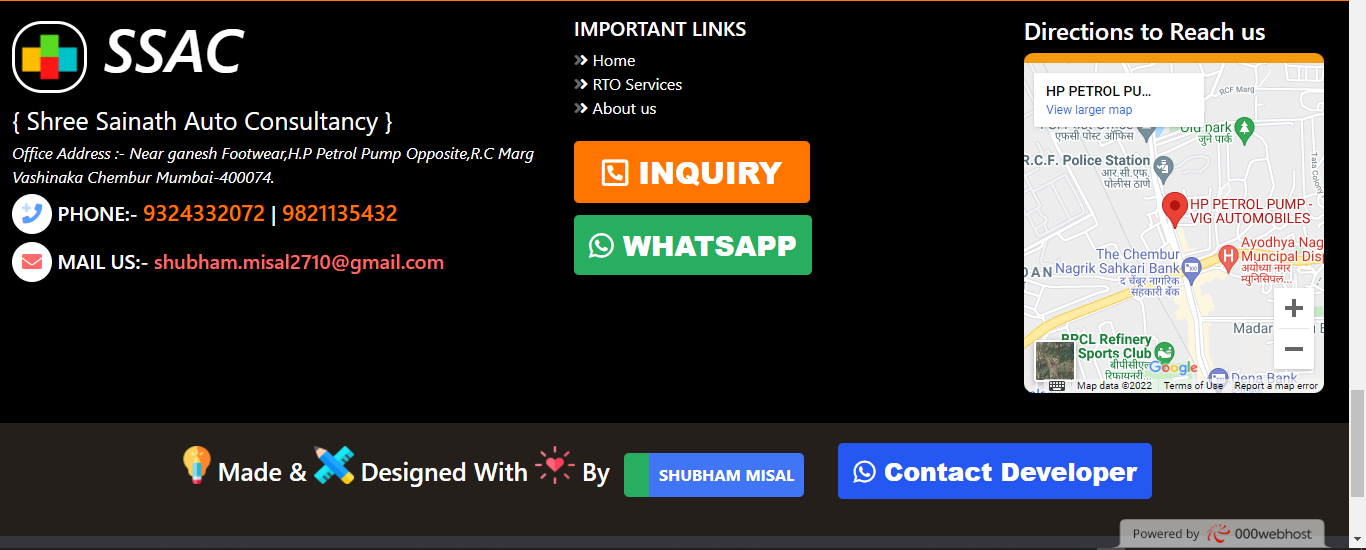 SSAC
{ Shree Sainath Auto Consultancy }
Office Address :- Near ganesh Footwear,H.P Petrol Pump Opposite,R.C Marg
Vashinaka Chembur Mumbai-400074.
PHONE:- 9324332072 | 9821135432
MAIL US:- shubham.misal2710@gmail.com
IMPORTANT LINKS
Home
RTO Services
About us
INQUIRY
WHATSAPP
Directions to Reach us
HP PETROL PU...
View larger map
RCF Marg
एफसी पोस्ट ऑफिस
Old park
जुने पार्क
R.C.F. Police Station
आर.सी.एफ.
पोलीस ठाणे
Tata Colony
HP PETROL PUMP -
VIG AUTOMOBILES
The Chembur
Nagrik Sahkari Bank
द चेंबूर नागरिक
सहकारी बँक
Ayodhya Nag
Muncipal Dis
अयोध्या नगर
म्युनिसिपल...
DAN
Madar
BPCL Refinery
Sports Club
बीपीसीएल
रिफायनरी...
Google
Dena Bank
Map data ©2022 Terms of Use Report a map error
Made & Designed With By SHUBHAM MISAL
Contact Developer
Powered by 000webhost